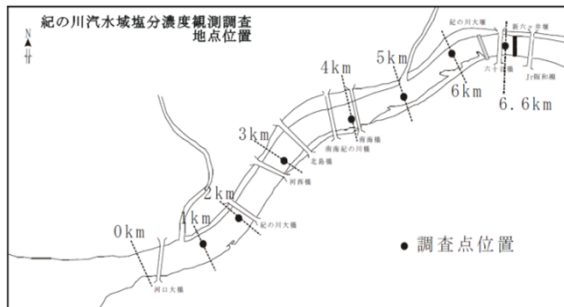 紀の川汽水域塩分濃度観測調査
地点位置
紀の川大堰
新六ヶ井堰
5km
4km
六十谷橋
JR阪和線
6km
6.6km
3km
南海橋
南海紀の川橋
北島橋
河西橋
2km
1km
紀の川大橋
0km
●調査点位置
河口大橋